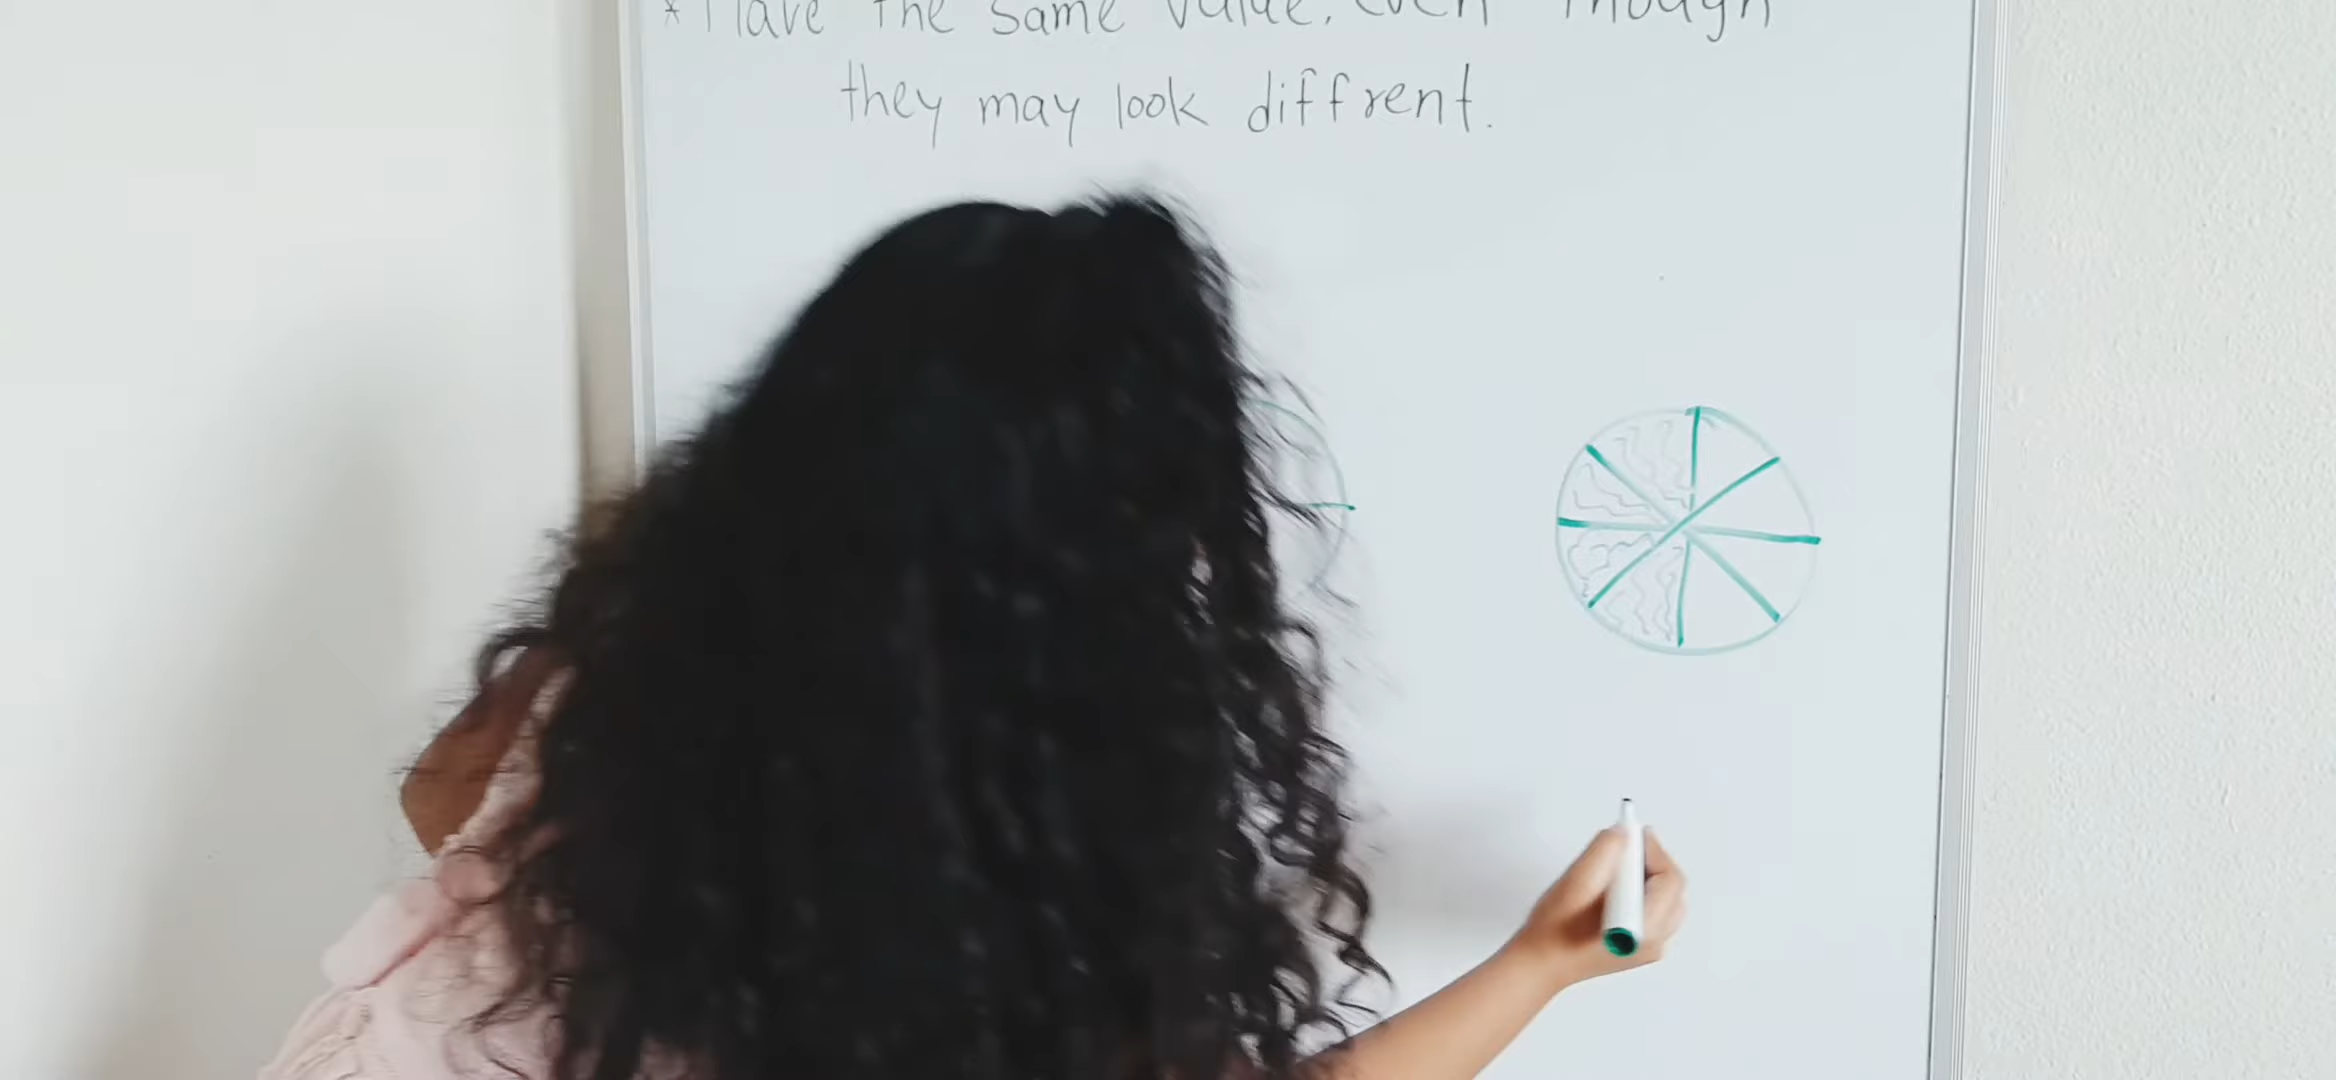 * Have the same value, even though
they may look diffrent.